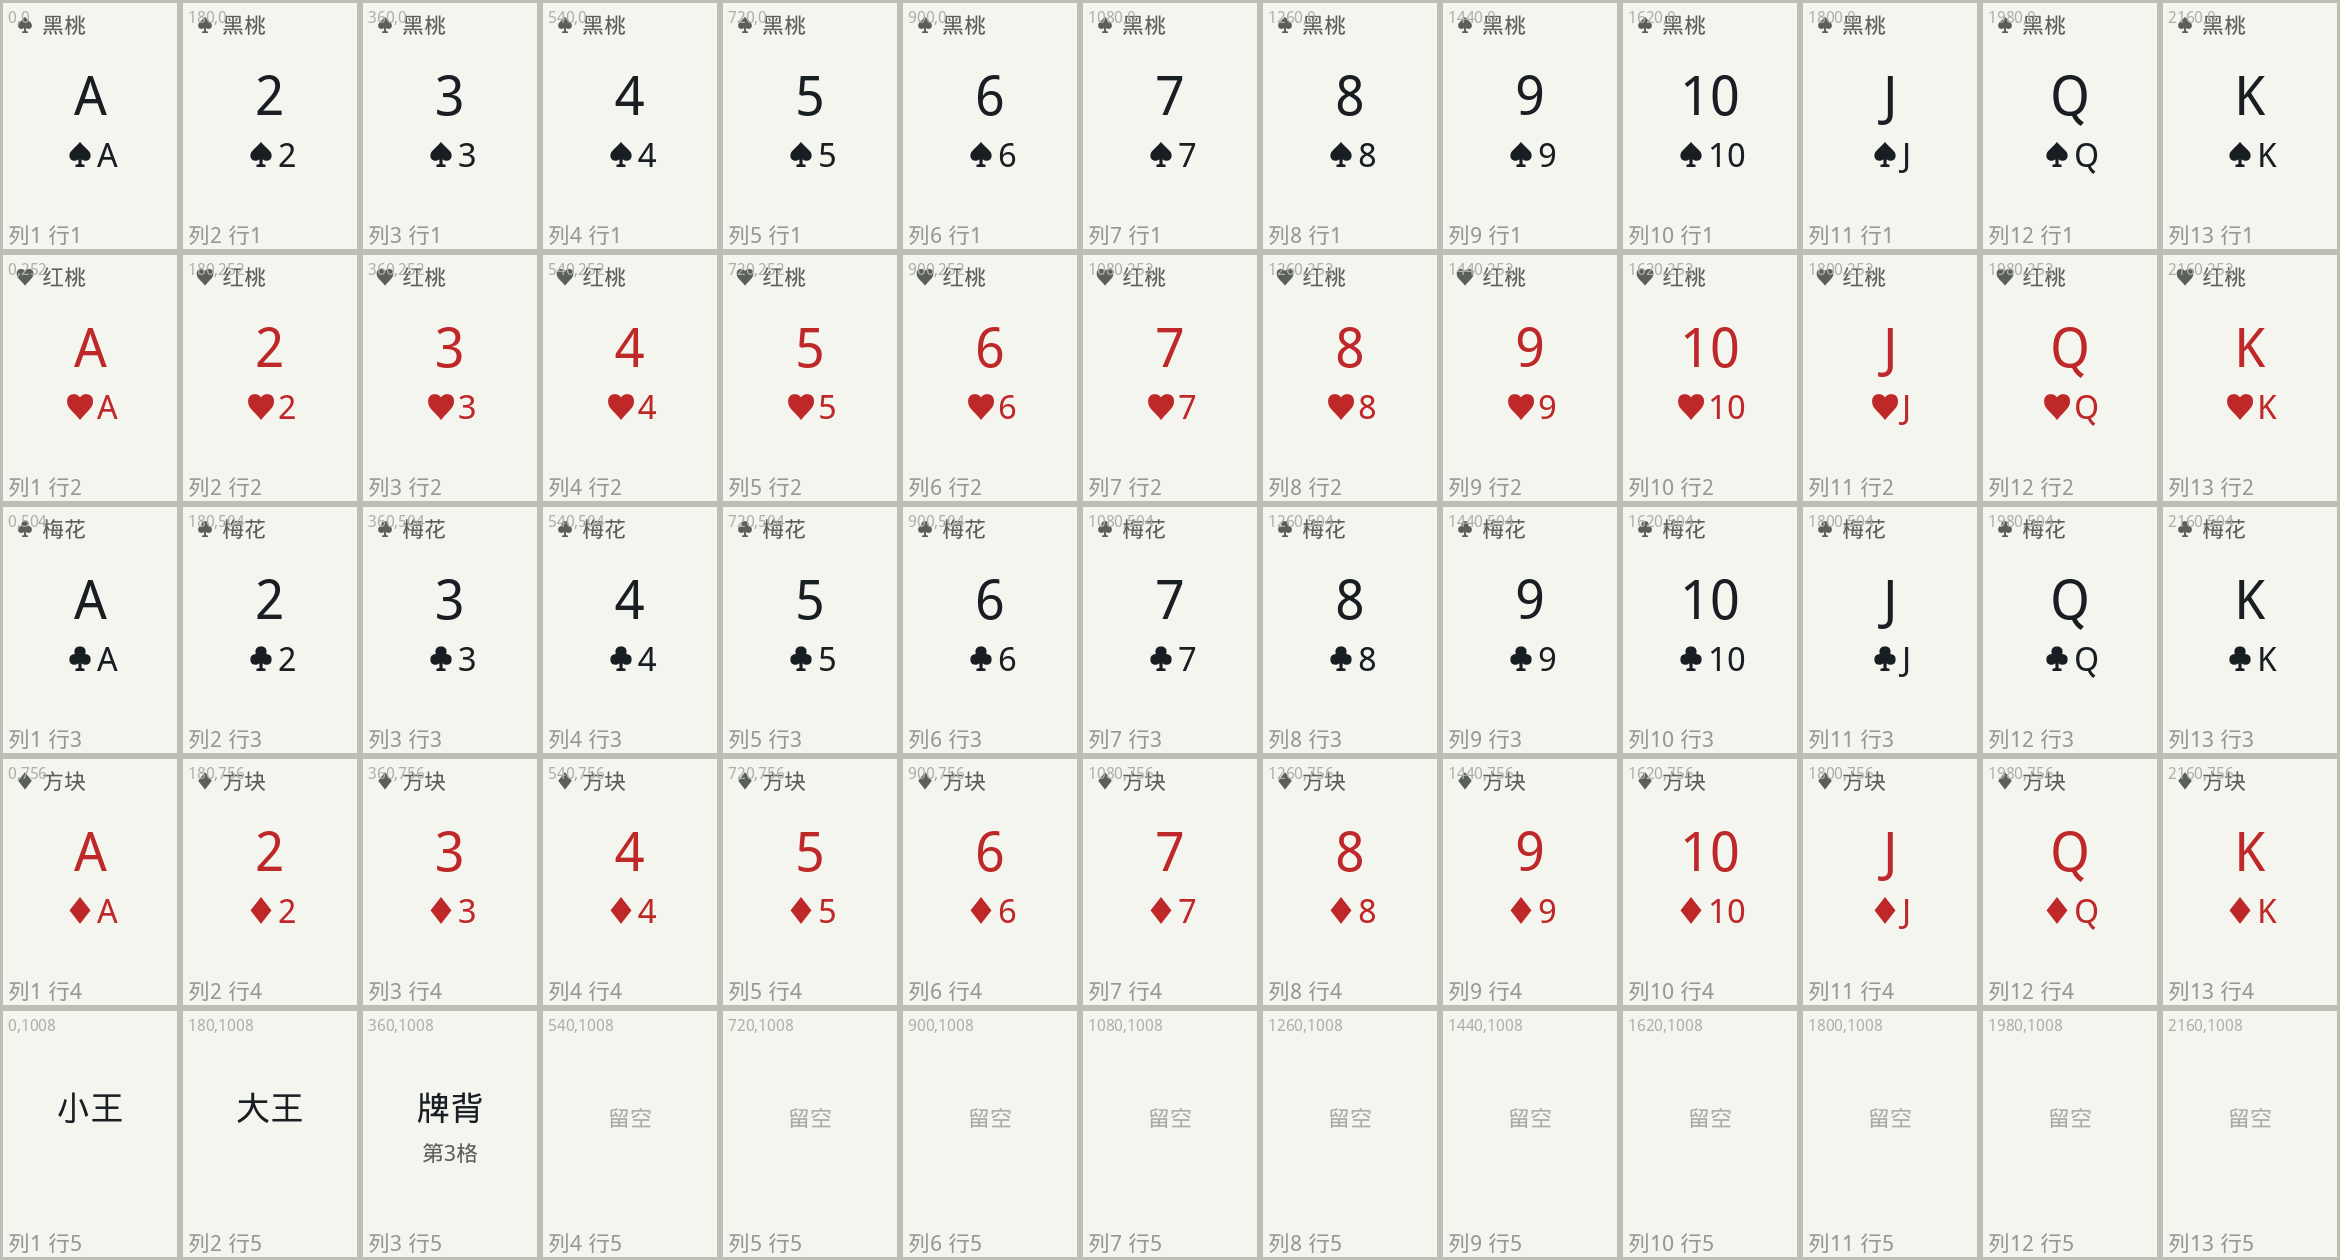 0,0 180,0 360,0 540,0 720,0 900,0 1080,0 1260,0 1440,0 1620,0 1800,0 1980,0 2160,0
♠ 黑桃 ♠ 黑桃 ♠ 黑桃 ♠ 黑桃 ♠ 黑桃 ♠ 黑桃 ♠ 黑桃 ♠ 黑桃 ♠ 黑桃 ♠ 黑桃 ♠ 黑桃 ♠ 黑桃 ♠ 黑桃
A 2 3 4 5 6 7 8 9 10 J Q K
♠A ♠2 ♠3 ♠4 ♠5 ♠6 ♠7 ♠8 ♠9 ♠10 ♠J ♠Q ♠K
列1 行1 列2 行1 列3 行1 列4 行1 列5 行1 列6 行1 列7 行1 列8 行1 列9 行1 列10 行1 列11 行1 列12 行1 列13 行1
0,252 180,252 360,252 540,252 720,252 900,252 1080,252 1260,252 1440,252 1620,252 1800,252 1980,252 2160,252
♥ 红桃 ♥ 红桃 ♥ 红桃 ♥ 红桃 ♥ 红桃 ♥ 红桃 ♥ 红桃 ♥ 红桃 ♥ 红桃 ♥ 红桃 ♥ 红桃 ♥ 红桃 ♥ 红桃
A 2 3 4 5 6 7 8 9 10 J Q K
♥A ♥2 ♥3 ♥4 ♥5 ♥6 ♥7 ♥8 ♥9 ♥10 ♥J ♥Q ♥K
列1 行2 列2 行2 列3 行2 列4 行2 列5 行2 列6 行2 列7 行2 列8 行2 列9 行2 列10 行2 列11 行2 列12 行2 列13 行2
0,504 180,504 360,504 540,504 720,504 900,504 1080,504 1260,504 1440,504 1620,504 1800,504 1980,504 2160,504
♣ 梅花 ♣ 梅花 ♣ 梅花 ♣ 梅花 ♣ 梅花 ♣ 梅花 ♣ 梅花 ♣ 梅花 ♣ 梅花 ♣ 梅花 ♣ 梅花 ♣ 梅花 ♣ 梅花
A 2 3 4 5 6 7 8 9 10 J Q K
♣A ♣2 ♣3 ♣4 ♣5 ♣6 ♣7 ♣8 ♣9 ♣10 ♣J ♣Q ♣K
列1 行3 列2 行3 列3 行3 列4 行3 列5 行3 列6 行3 列7 行3 列8 行3 列9 行3 列10 行3 列11 行3 列12 行3 列13 行3
0,756 180,756 360,756 540,756 720,756 900,756 1080,756 1260,756 1440,756 1620,756 1800,756 1980,756 2160,756
♦ 方块 ♦ 方块 ♦ 方块 ♦ 方块 ♦ 方块 ♦ 方块 ♦ 方块 ♦ 方块 ♦ 方块 ♦ 方块 ♦ 方块 ♦ 方块 ♦ 方块
A 2 3 4 5 6 7 8 9 10 J Q K
♦A ♦2 ♦3 ♦4 ♦5 ♦6 ♦7 ♦8 ♦9 ♦10 ♦J ♦Q ♦K
列1 行4 列2 行4 列3 行4 列4 行4 列5 行4 列6 行4 列7 行4 列8 行4 列9 行4 列10 行4 列11 行4 列12 行4 列13 行4
0,1008 180,1008 360,1008 540,1008 720,1008 900,1008 1080,1008 1260,1008 1440,1008 1620,1008 1800,1008 1980,1008 2160,1008
小王 大王 牌背 留空 留空 留空 留空 留空 留空 留空 留空 留空 留空
第3格
列1 行5 列2 行5 列3 行5 列4 行5 列5 行5 列6 行5 列7 行5 列8 行5 列9 行5 列10 行5 列11 行5 列12 行5 列13 行5